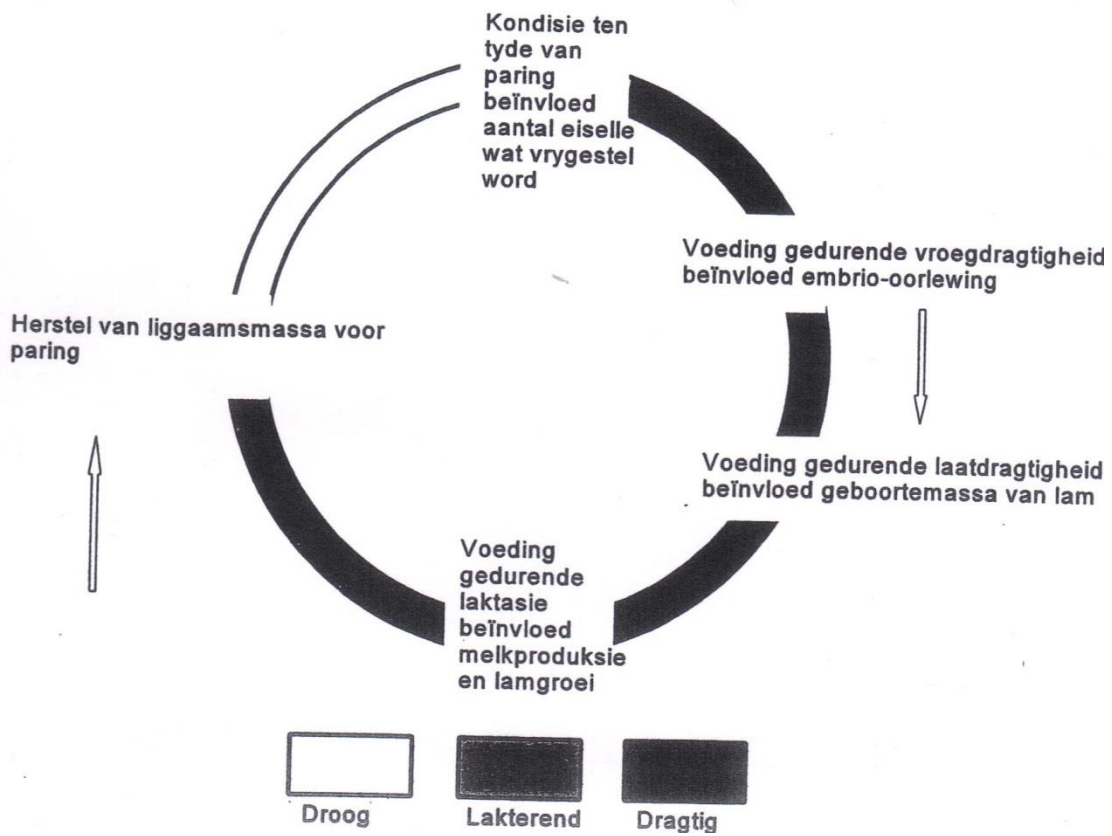 Kondisie ten
tyde van
paring
beïnvloed
aantal eiselle
wat vrygestel
word
Voeding gedurende vroegdragtigheid
beïnvloed embrio-oorlewing
Herstel van liggaamsmassa voor
paring
Voeding gedurende laatdragtigheid
beïnvloed geboortemassa van lam
Voeding
gedurende
laktasie
beïnvloed
melkproduksie
en lamgroei
Droog
Lakterend
Dragtig